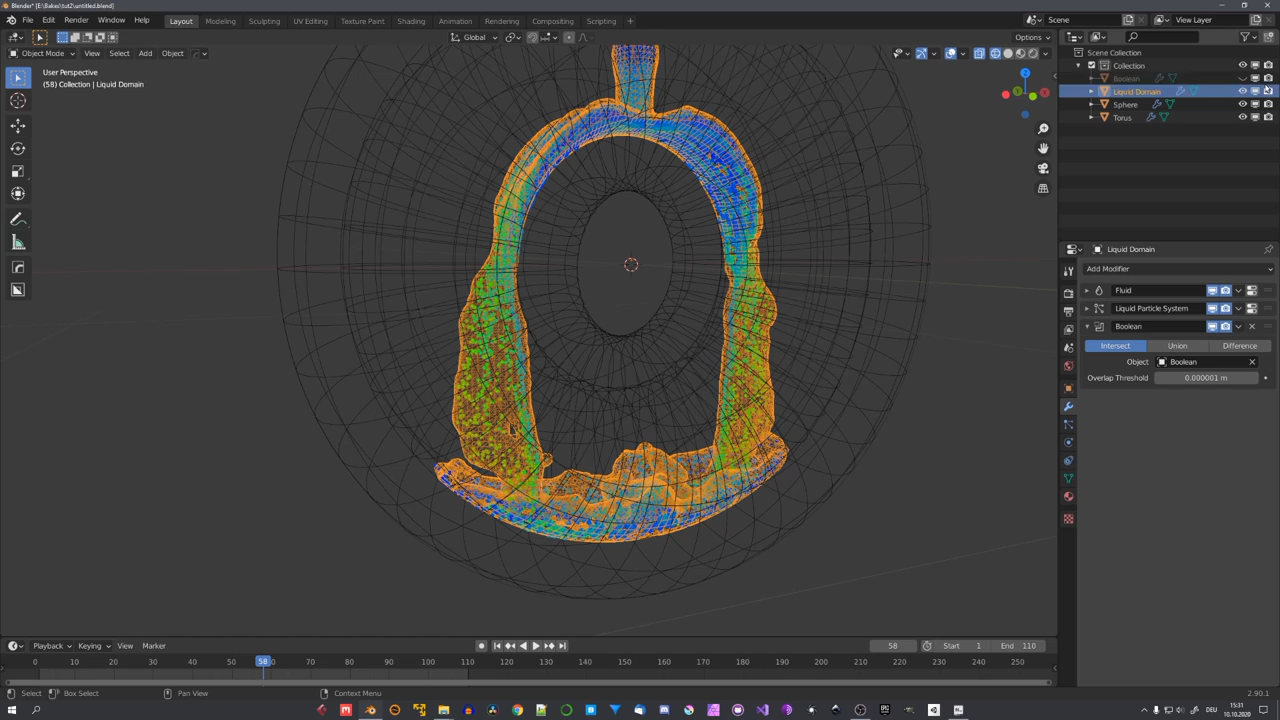 Blender* [E:\Bakes\tut2\untitled.blend]
File Edit Render Window Help Layout Modeling Sculpting UV Editing Texture Paint Shading Animation Rendering Compositing Scripting + Scene View Layer
Global Options
Object Mode View Select Add Object
User Perspective
(58) Collection | Liquid Domain
Scene Collection
Collection
Boolean
Liquid Domain
Sphere
Torus
Z
Liquid Domain
Add Modifier
Fluid
Liquid Particle System
Boolean
Intersect Union Difference
Object Boolean
Overlap Threshold 0.000001 m
Playback Keying View Marker 58 Start 1 End 110
0 10 20 30 40 50 58 60 70 80 90 100 110 120 130 140 150 160 170 180 190 200 210 220 230 240 250
Select Box Select Pan View Context Menu 2.90.1
DEU 15:31
10.10.2020